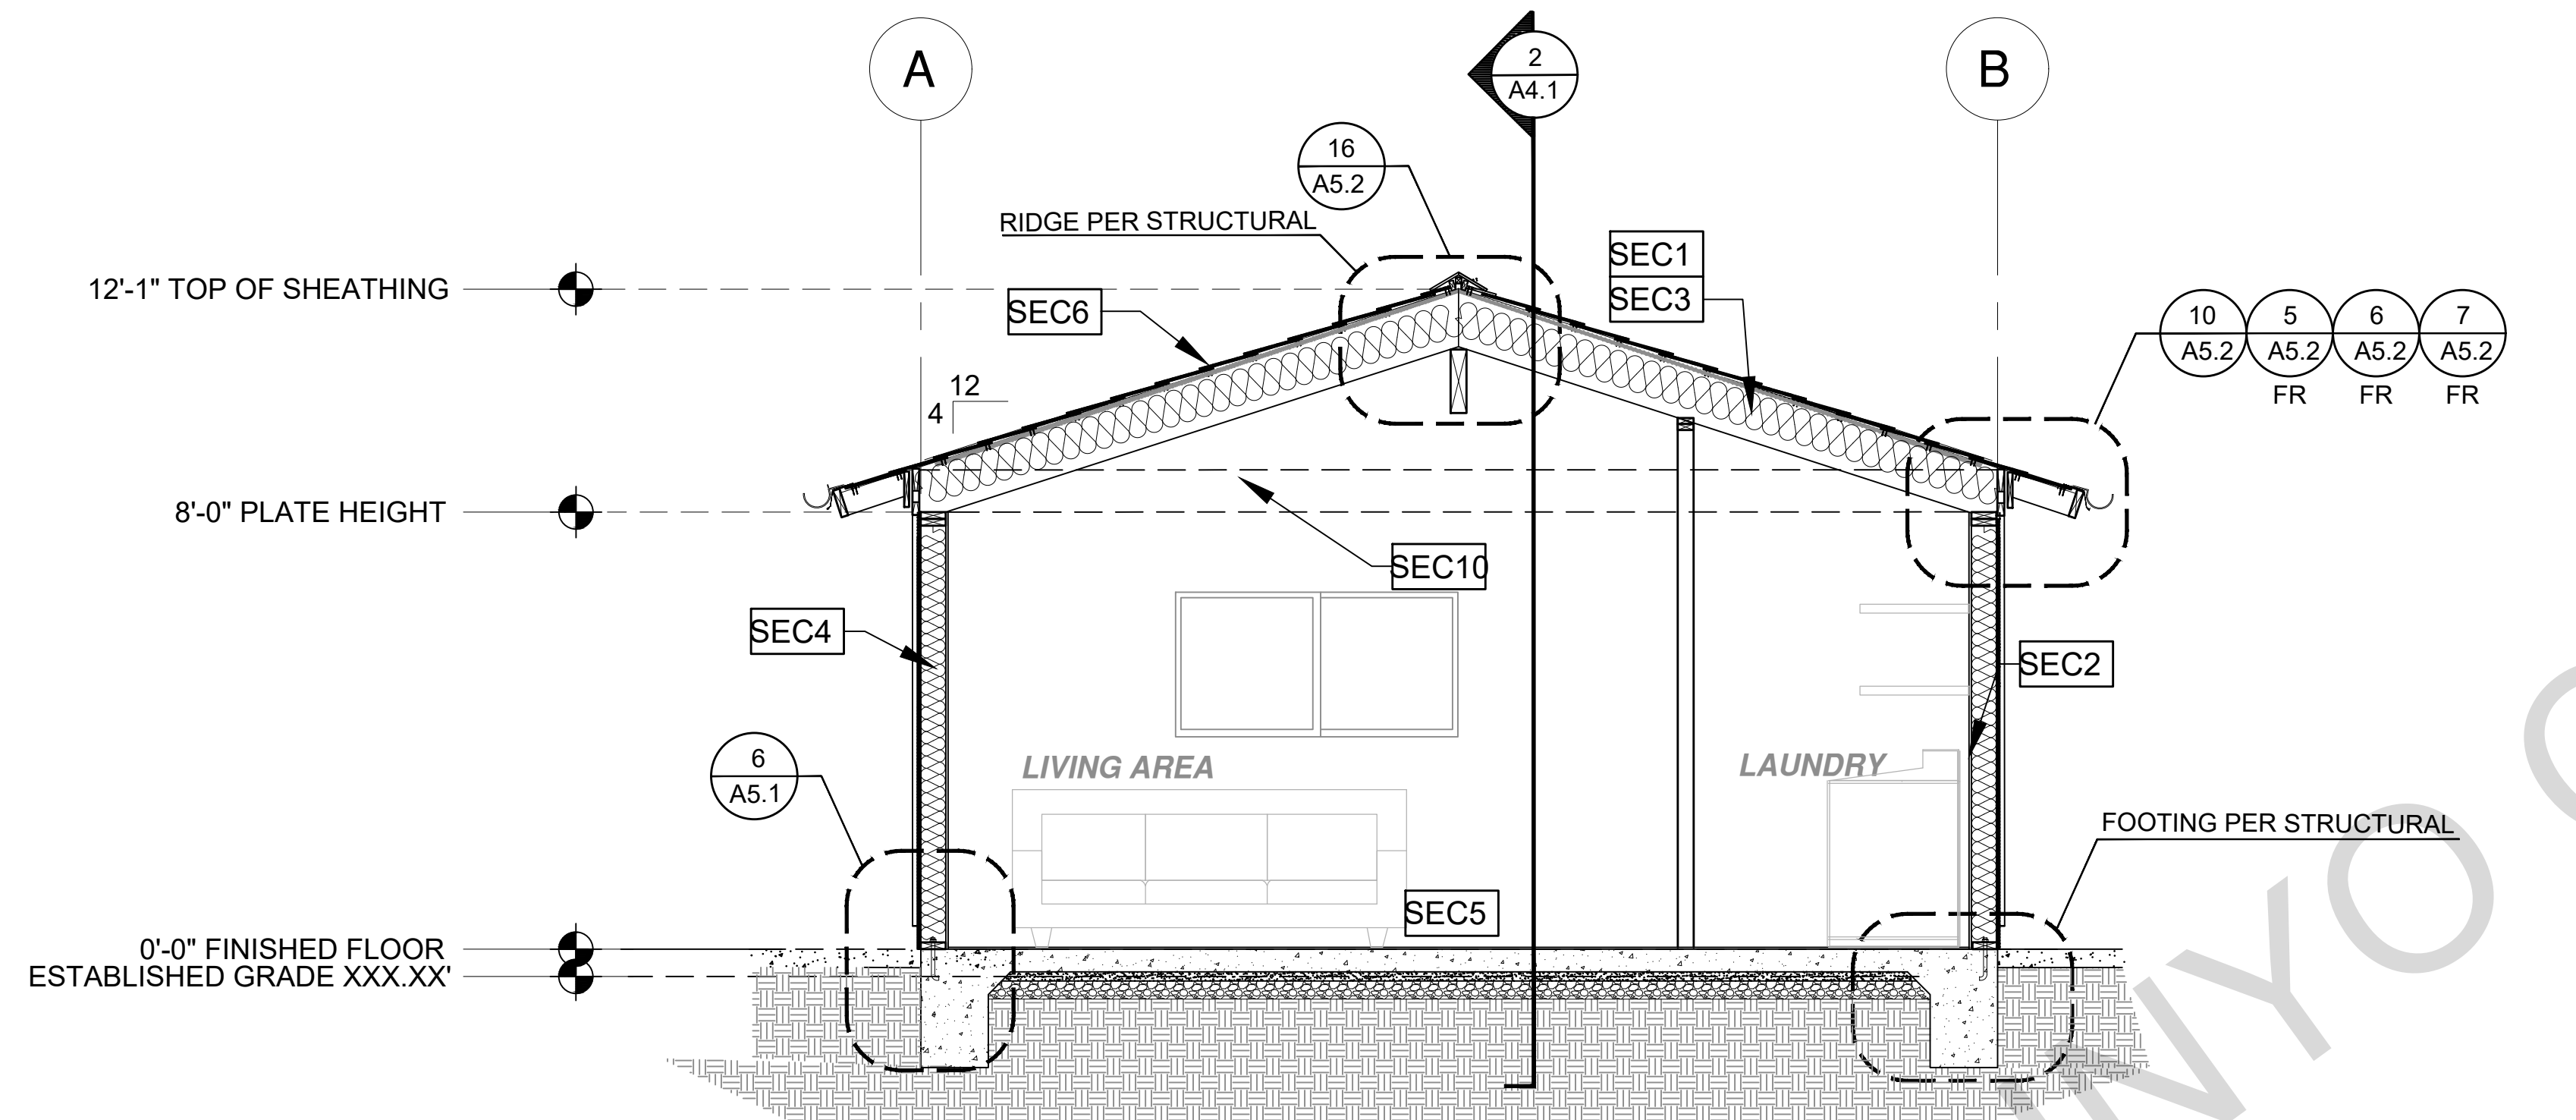 A
B
2
A4.1
16
A5.2
RIDGE PER STRUCTURAL
SEC1
SEC3
12'-1" TOP OF SHEATHING
SEC6
10
A5.2
5
A5.2
FR
6
A5.2
FR
7
A5.2
FR
12
4
8'-0" PLATE HEIGHT
SEC10
SEC4
SEC2
LIVING AREA
LAUNDRY
6
A5.1
FOOTING PER STRUCTURAL
SEC5
0'-0" FINISHED FLOOR
ESTABLISHED GRADE XXX.XX'
NYO